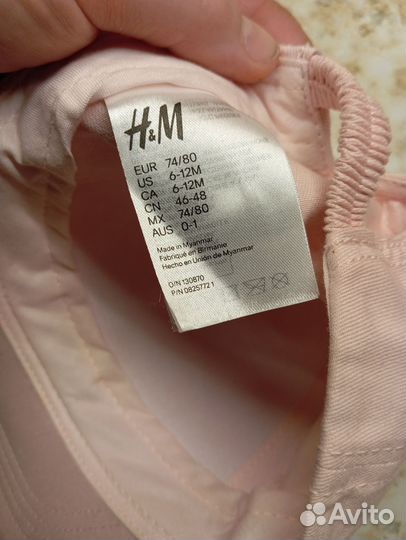 H&M
EUR 74/80
US 6-12M
CA 6-12M
CN 46-48
MX 74/80
AUS 0-1
Made in Myanmar
Fabriqué en Birmanie
Hecho en Unión de Myanmar
O/N 130870
P/N 0825772 1
Avito